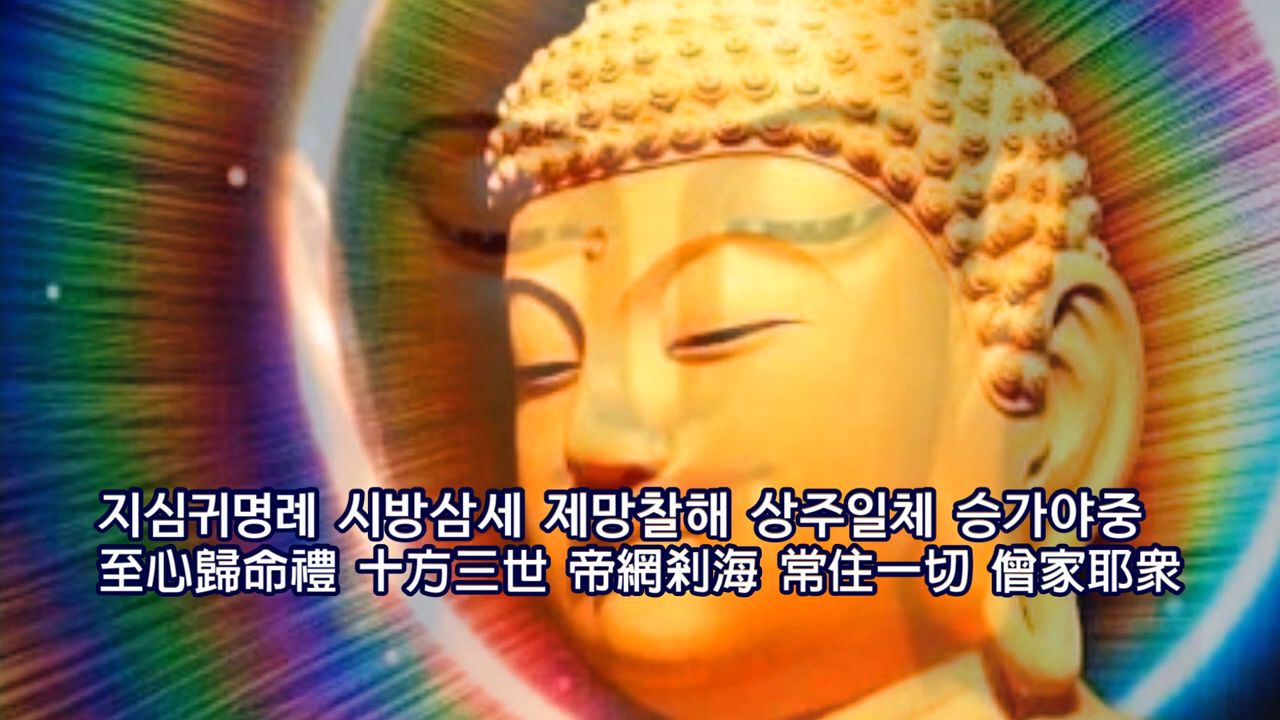 지심귀명례 시방삼세 제망찰해 상주일체 승가야중
至心歸命禮 十方三世 帝網刹海 常住一切 僧家耶衆